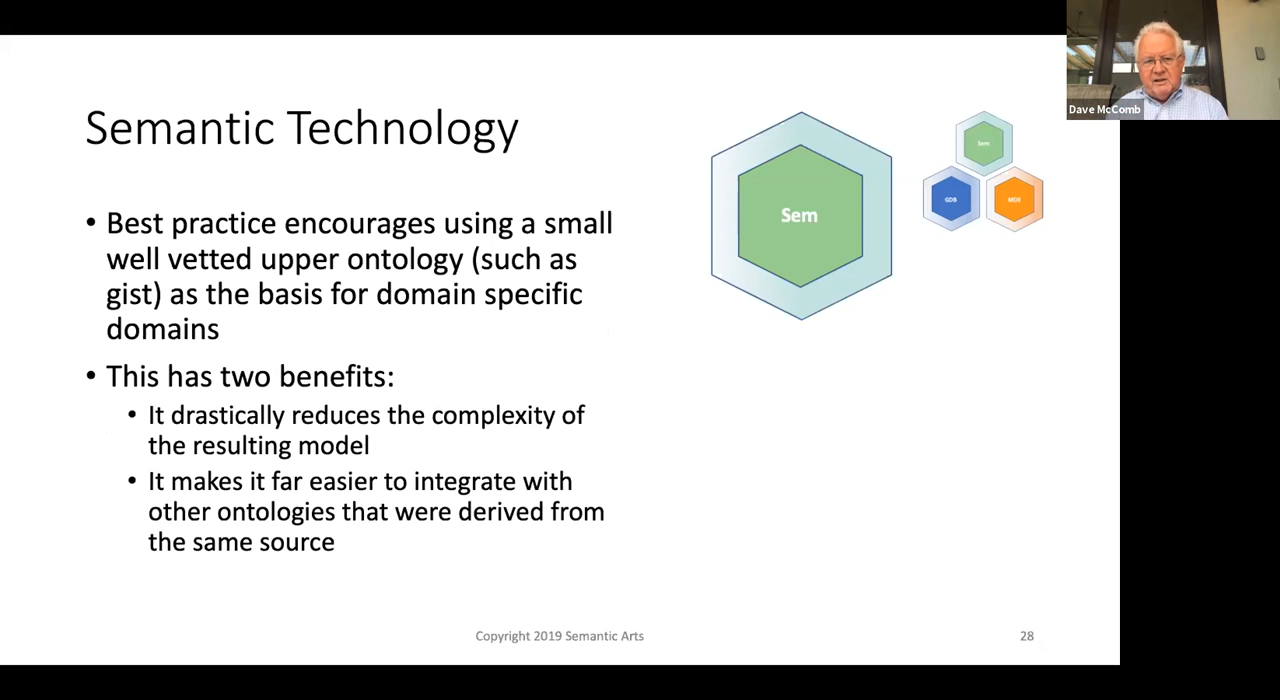 Dave McComb
Semantic Technology
Sem
Sem
GDB
MDD
• Best practice encourages using a small
well vetted upper ontology (such as
gist) as the basis for domain specific
domains
• This has two benefits:
• It drastically reduces the complexity of
the resulting model
• It makes it far easier to integrate with
other ontologies that were derived from
the same source
Copyright 2019 Semantic Arts
28